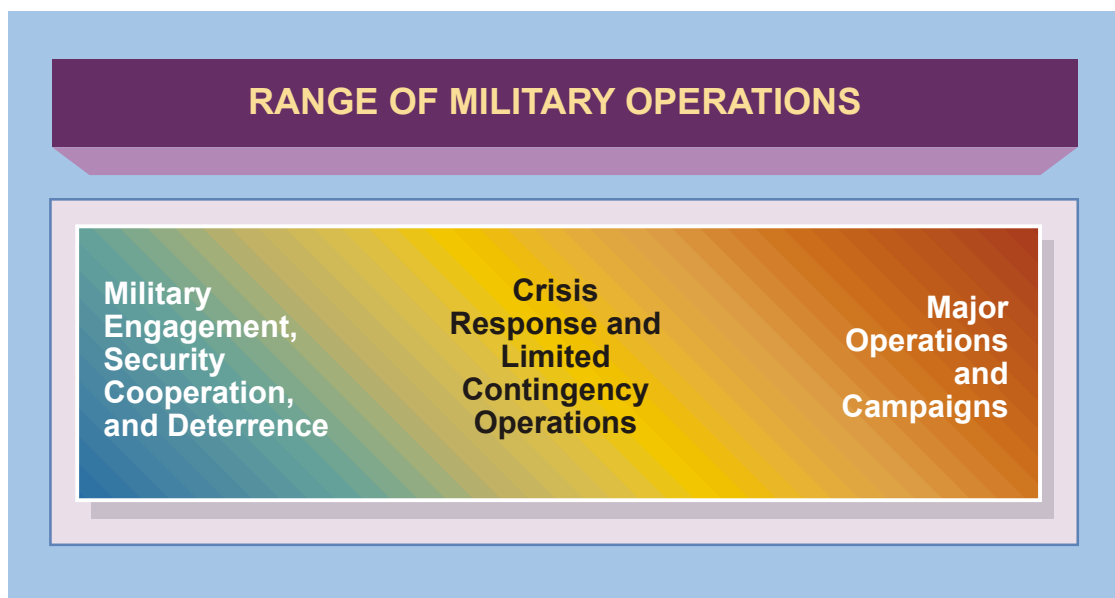 RANGE OF MILITARY OPERATIONS
Military
Engagement,
Security
Cooperation,
and Deterrence
Crisis
Response and
Limited
Contingency
Operations
Major
Operations
and
Campaigns